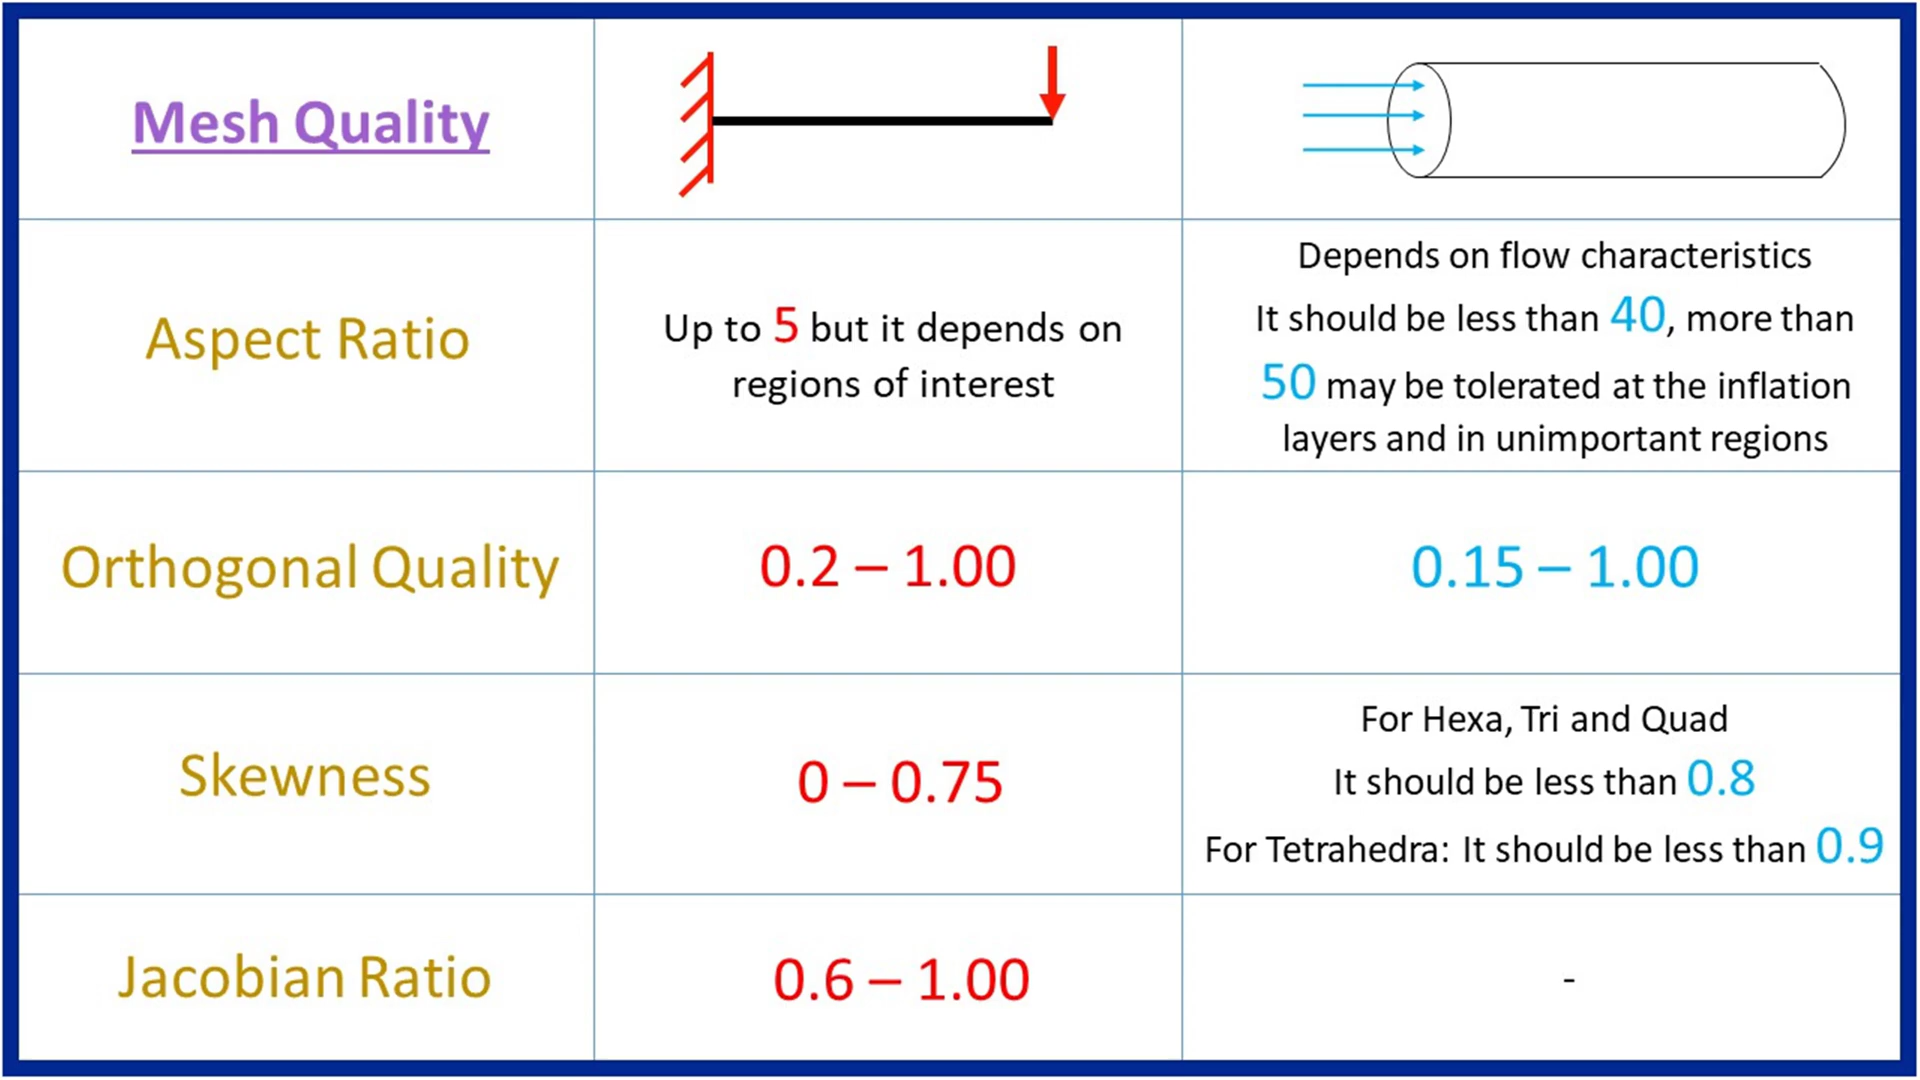 Mesh Quality
Aspect Ratio
Up to 5 but it depends on
regions of interest
Depends on flow characteristics
It should be less than 40, more than
50 may be tolerated at the inflation
layers and in unimportant regions
Orthogonal Quality
0.2 – 1.00
0.15 – 1.00
Skewness
0 – 0.75
For Hexa, Tri and Quad
It should be less than 0.8
For Tetrahedra: It should be less than 0.9
Jacobian Ratio
0.6 – 1.00
-